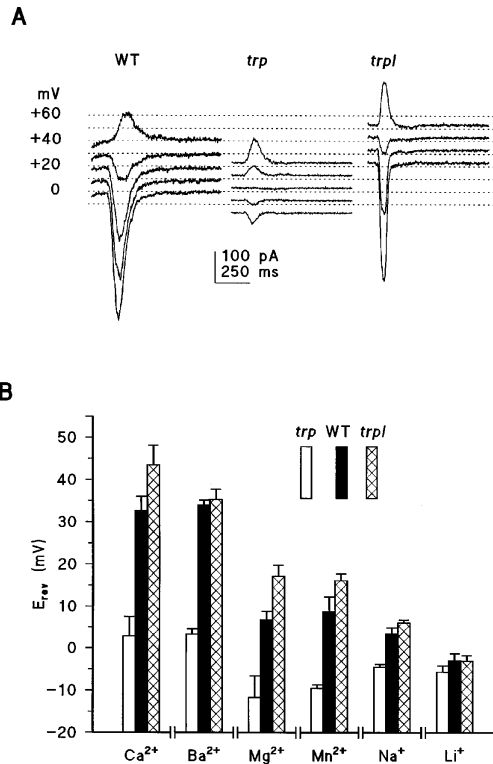 A
WT trp trpl
mV
+60
+40
+20
0
100 pA
250 ms
B
trp WT trpl
50
40
30
20
10
0
−10
−20
E_rev (mV)
Ca²⁺ Ba²⁺ Mg²⁺ Mn²⁺ Na⁺ Li⁺